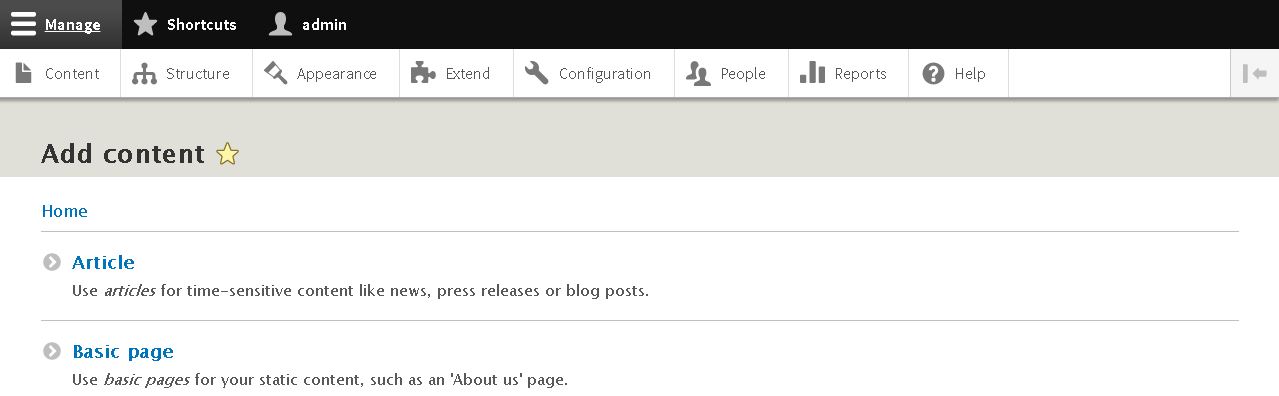 Manage Shortcuts admin
Content Structure Appearance Extend Configuration People Reports Help
Add content
Home
Article
Use articles for time-sensitive content like news, press releases or blog posts.
Basic page
Use basic pages for your static content, such as an 'About us' page.